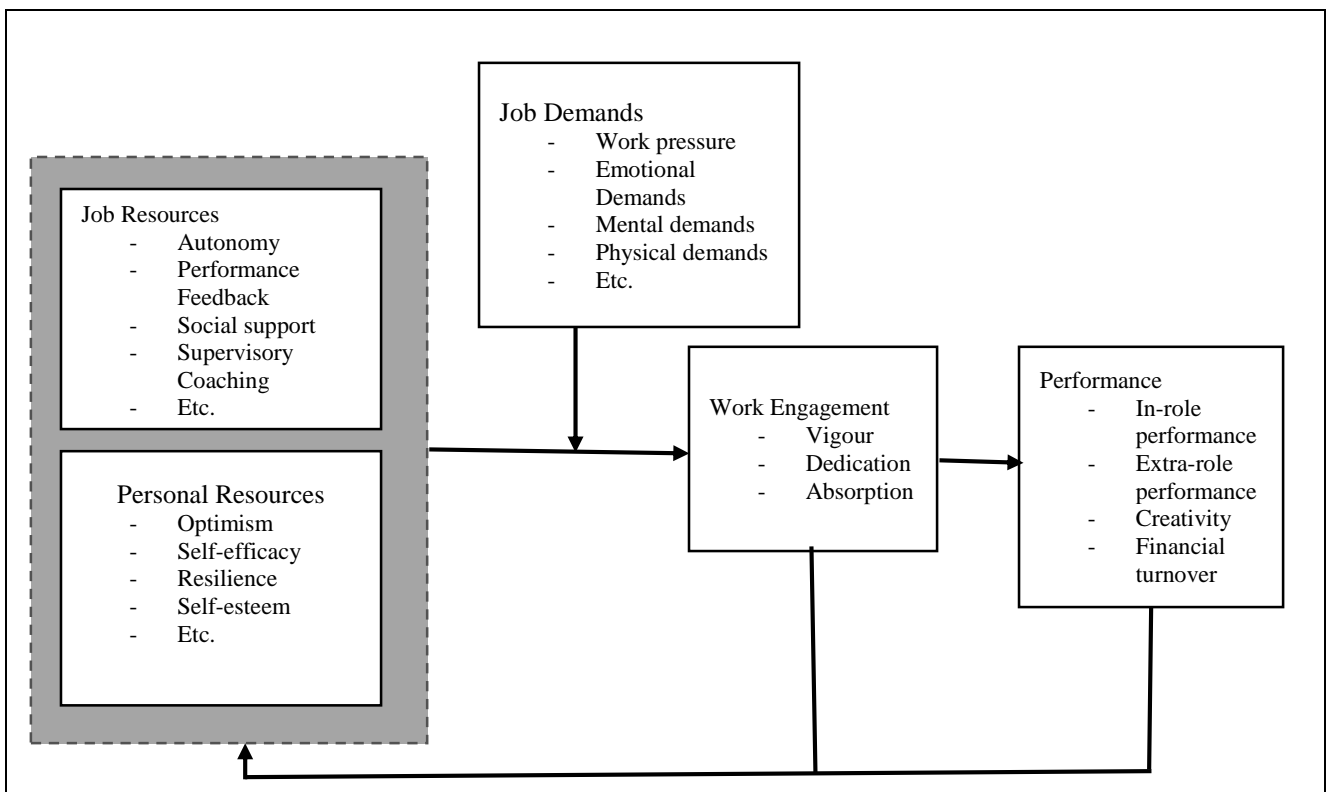 Job Demands
- Work pressure
- Emotional
Demands
- Mental demands
- Physical demands
- Etc.
Job Resources
- Autonomy
- Performance
Feedback
- Social support
- Supervisory
Coaching
- Etc.
Personal Resources
- Optimism
- Self-efficacy
- Resilience
- Self-esteem
- Etc.
Work Engagement
- Vigour
- Dedication
- Absorption
Performance
- In-role
performance
- Extra-role
performance
- Creativity
- Financial
turnover